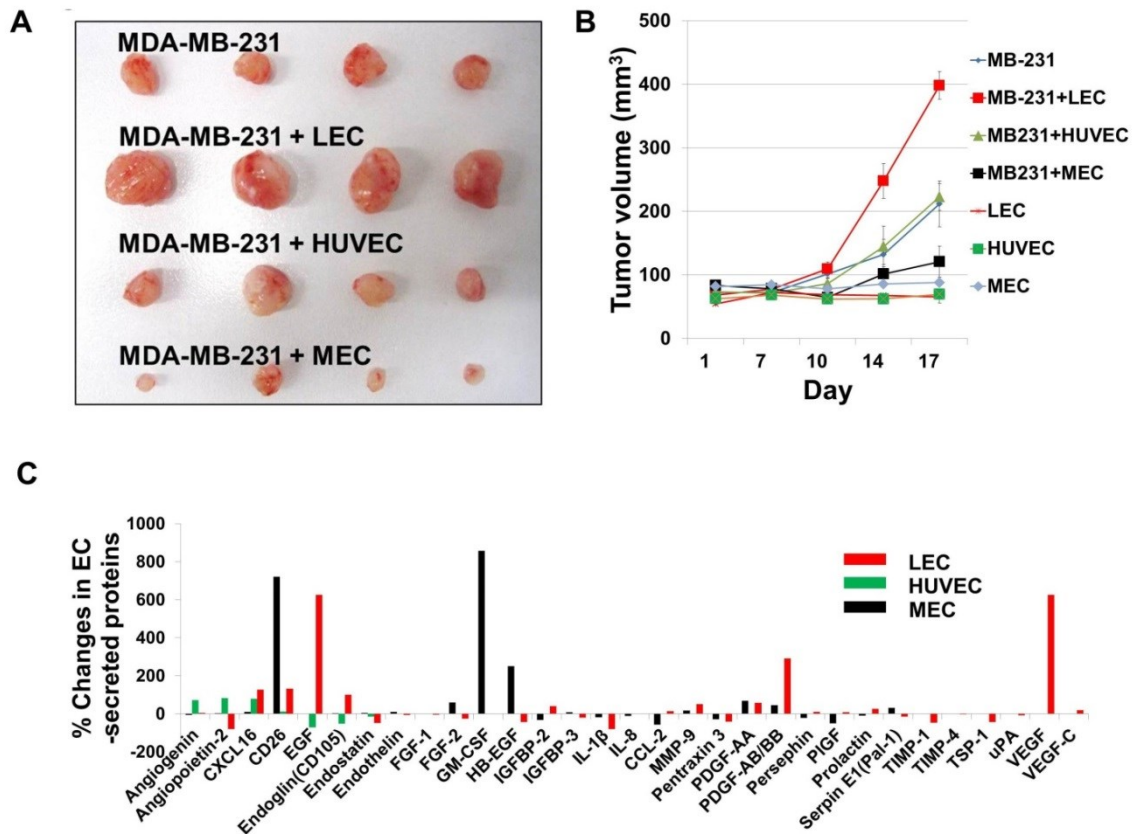 A
MDA-MB-231
MDA-MB-231 + LEC
MDA-MB-231 + HUVEC
MDA-MB-231 + MEC
B
Tumor volume (mm³)
500
400
300
200
100
0
1 7 10 14 17
Day
MB-231
MB-231+LEC
MB231+HUVEC
MB231+MEC
LEC
HUVEC
MEC
C
% Changes in EC
-secreted proteins
1000
800
600
400
200
0
-200
LEC
HUVEC
MEC
Angiogenin
Angiopoietin-2
CXCL16
CD26
EGF
Endoglin(CD105)
Endostatin
Endothelin
FGF-1
FGF-2
GM-CSF
HB-EGF
IGFBP-2
IGFBP-3
IL-1β
IL-8
CCL-2
MMP-9
Pentraxin 3
PDGF-AA
PDGF-AB/BB
Persephin
PIGF
Prolactin
Serpin E1(Pal-1)
TIMP-1
TIMP-4
TSP-1
uPA
VEGF
VEGF-C